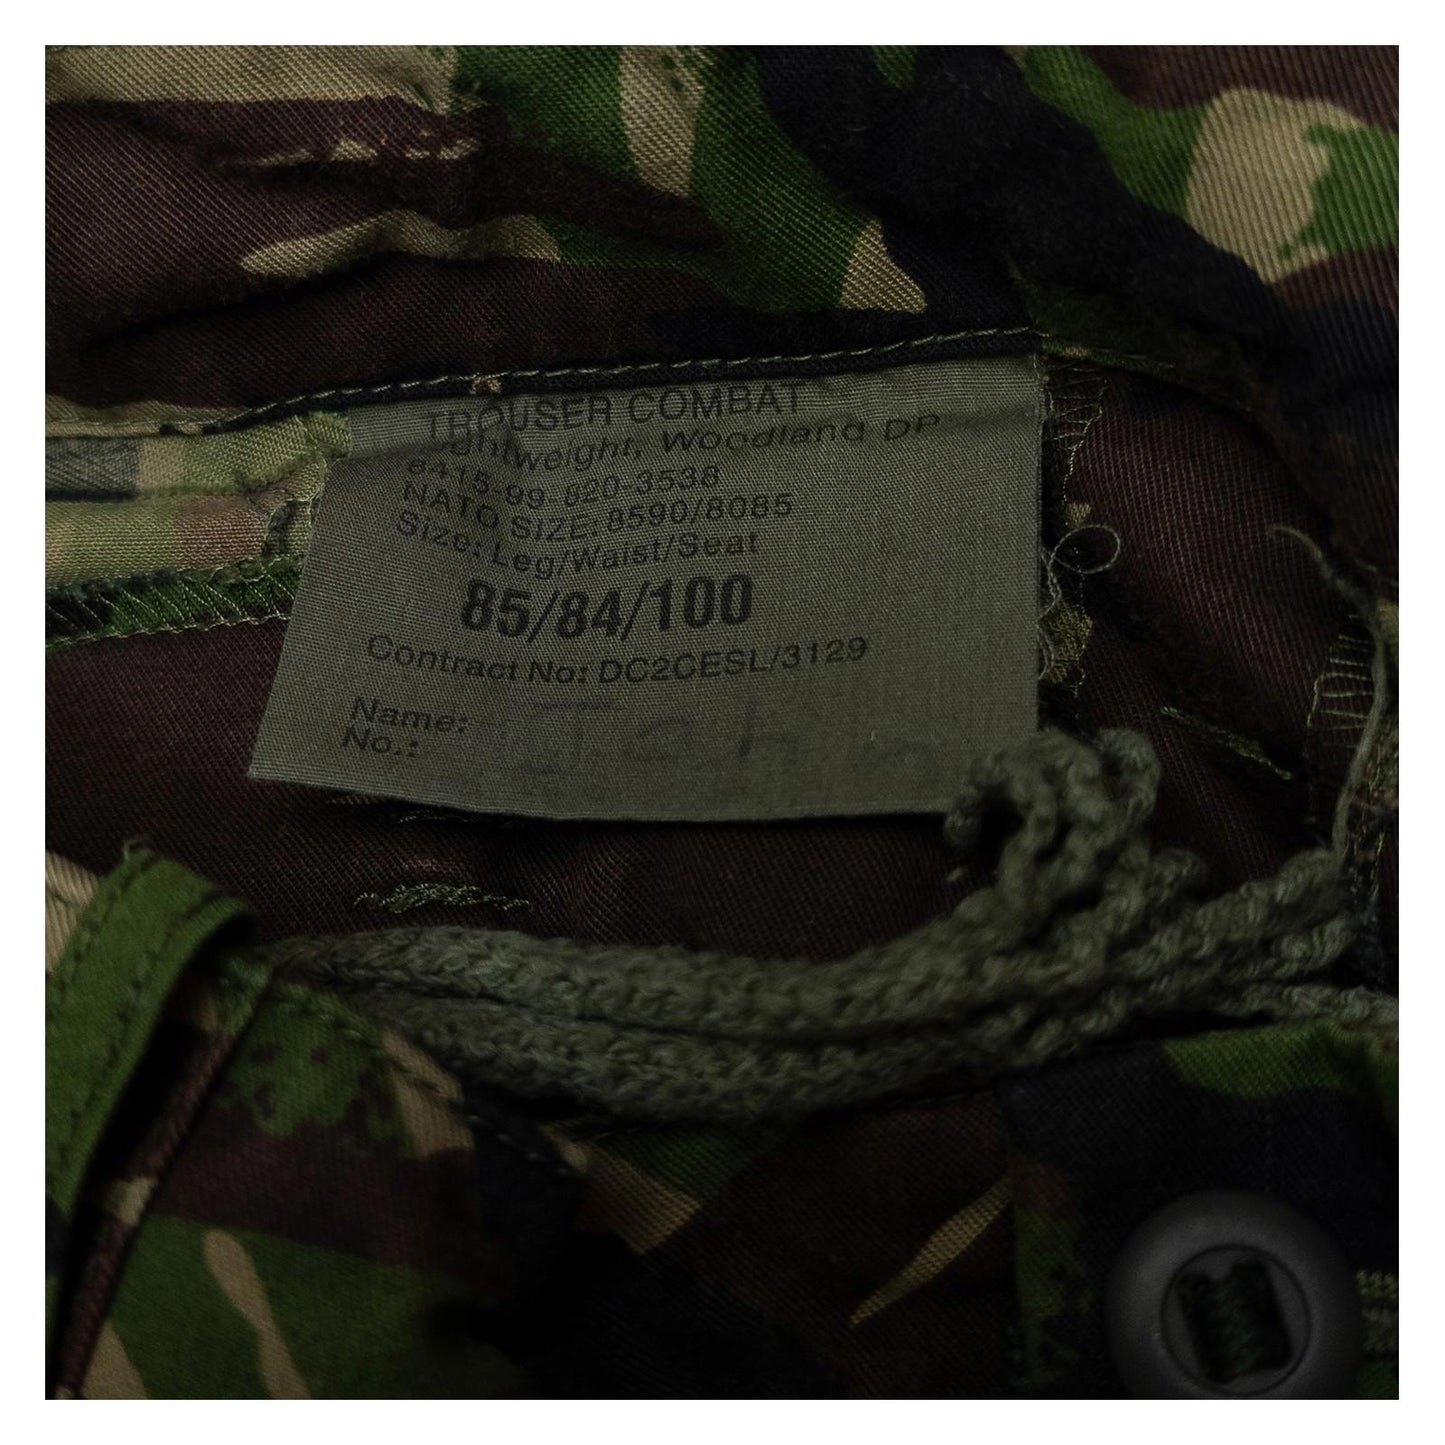 TROUSER COMBAT
Lightweight, Woodland DP
8415-99-820-3538
NATO SIZE: 8590/8085
Size: Leg/Waist/Seat
85/84/100
Contract No: DC2CESL/3129
Name:
No.: